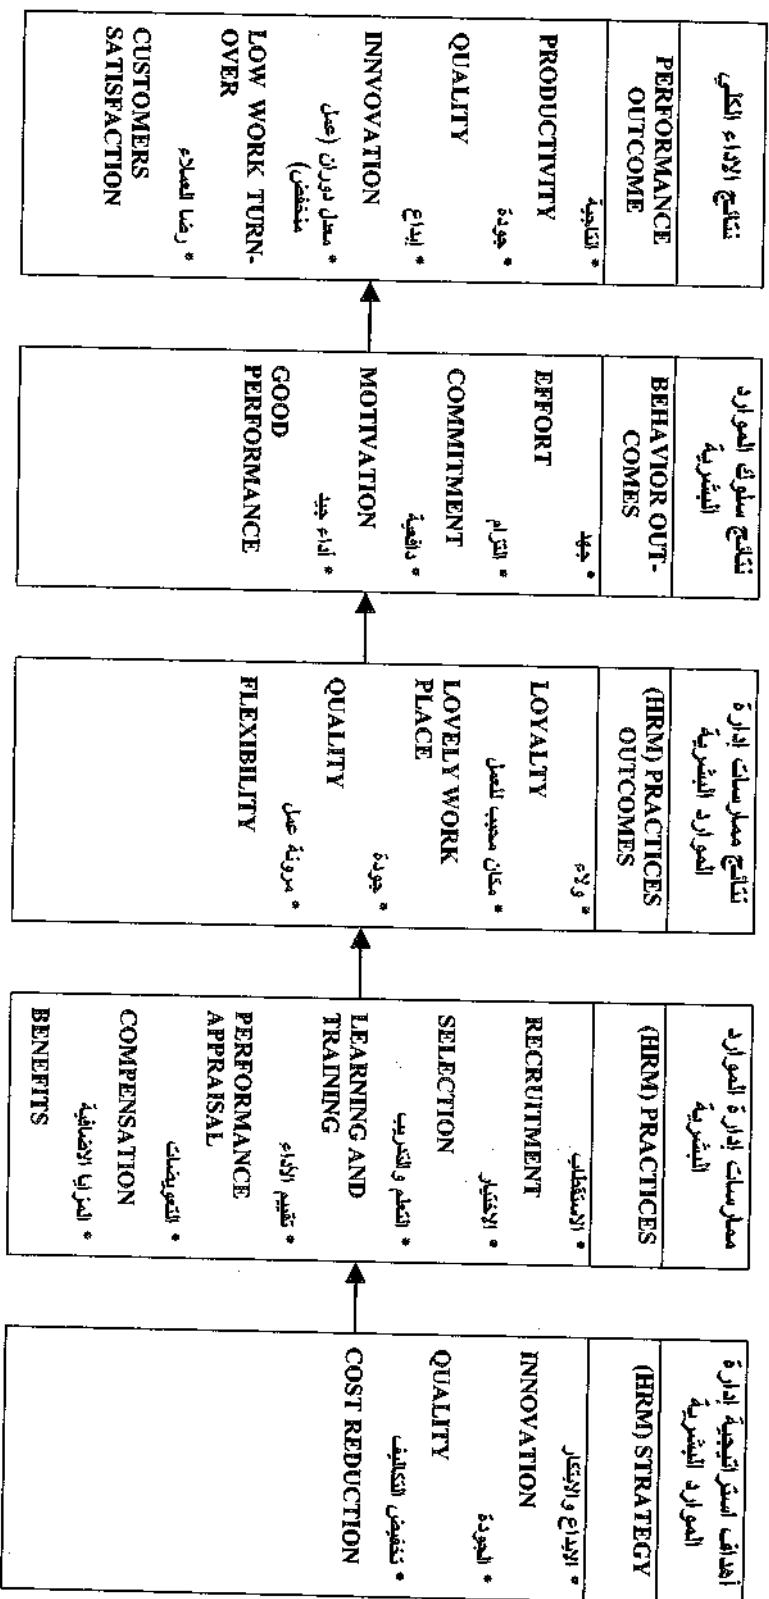 أهداف استراتيجية إدارة
الموارد البشرية
(HRM) STRATEGY
* الابداع والابتكار
INNOVATION
* الجودة
QUALITY
* تخفيض التكاليف
COST REDUCTION
ممارسات إدارة الموارد
البشرية
(HRM) PRACTICES
* الاستقطاب
RECRUITMENT
* الاختيار
SELECTION
* التعلم والتدريب
LEARNING AND
TRAINING
* تقييم الأداء
PERFORMANCE
APPRAISAL
* التعويضات
COMPENSATION
* المزايا الاضافية
BENEFITS
نتائج ممارسات إدارة
الموارد البشرية
(HRM) PRACTICES
OUTCOMES
* ولاء
LOYALTY
* مكان محبب للعمل
LOVELY WORK
PLACE
* جودة
QUALITY
* مرونة عمل
FLEXIBILITY
نتائج سلوك الموارد
البشرية
BEHAVIOR OUT-
COMES
* جهد
EFFORT
* التزام
COMMITMENT
* دافعية
MOTIVATION
* أداء جيد
GOOD
PERFORMANCE
نتائج الاداء الكلي
PERFORMANCE
OUTCOME
* انتاجية
PRODUCTIVITY
* جودة
QUALITY
* إبداع
INNVOVATION
* معدل دوران (عمل
منخفض)
LOW WORK TURN-
OVER
* رضا العملاء
CUSTOMERS
SATISFACTION